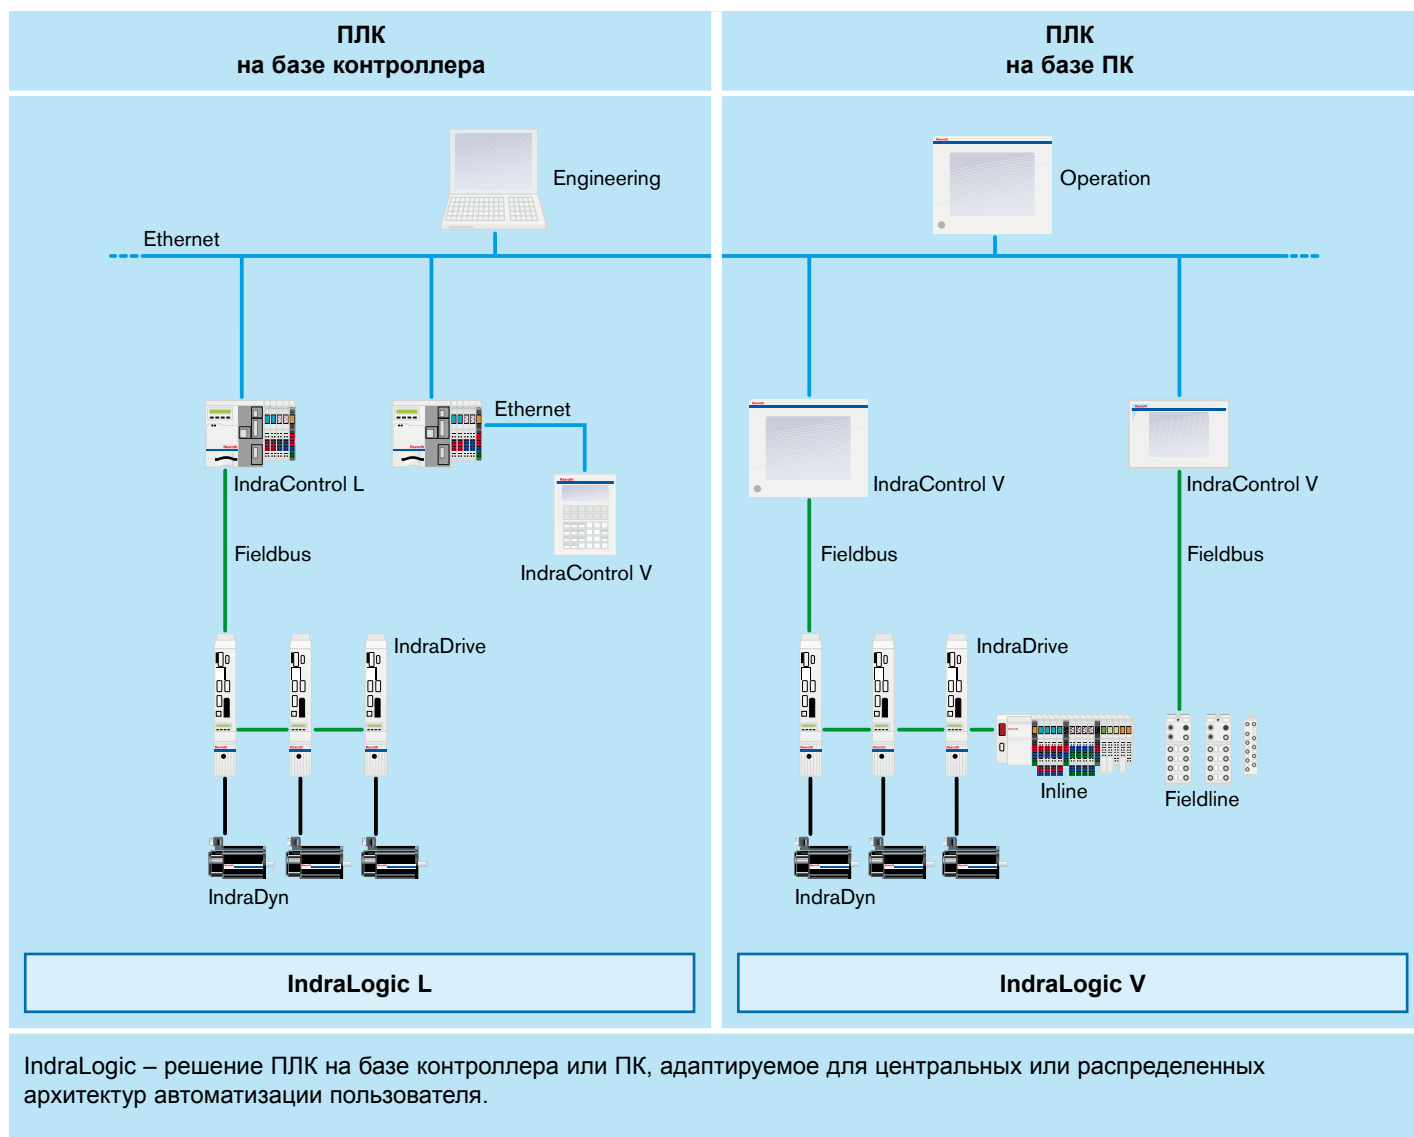 ПЛК
на базе контроллера
ПЛК
на базе ПК
Engineering
Operation
Ethernet
Ethernet
IndraControl L
IndraControl V
IndraControl V
IndraControl V
Fieldbus
Fieldbus
Fieldbus
IndraDrive
IndraDrive
Inline
Fieldline
IndraDyn
IndraDyn
IndraLogic L
IndraLogic V
IndraLogic – решение ПЛК на базе контроллера или ПК, адаптируемое для центральных или распределенных
архитектур автоматизации пользователя.